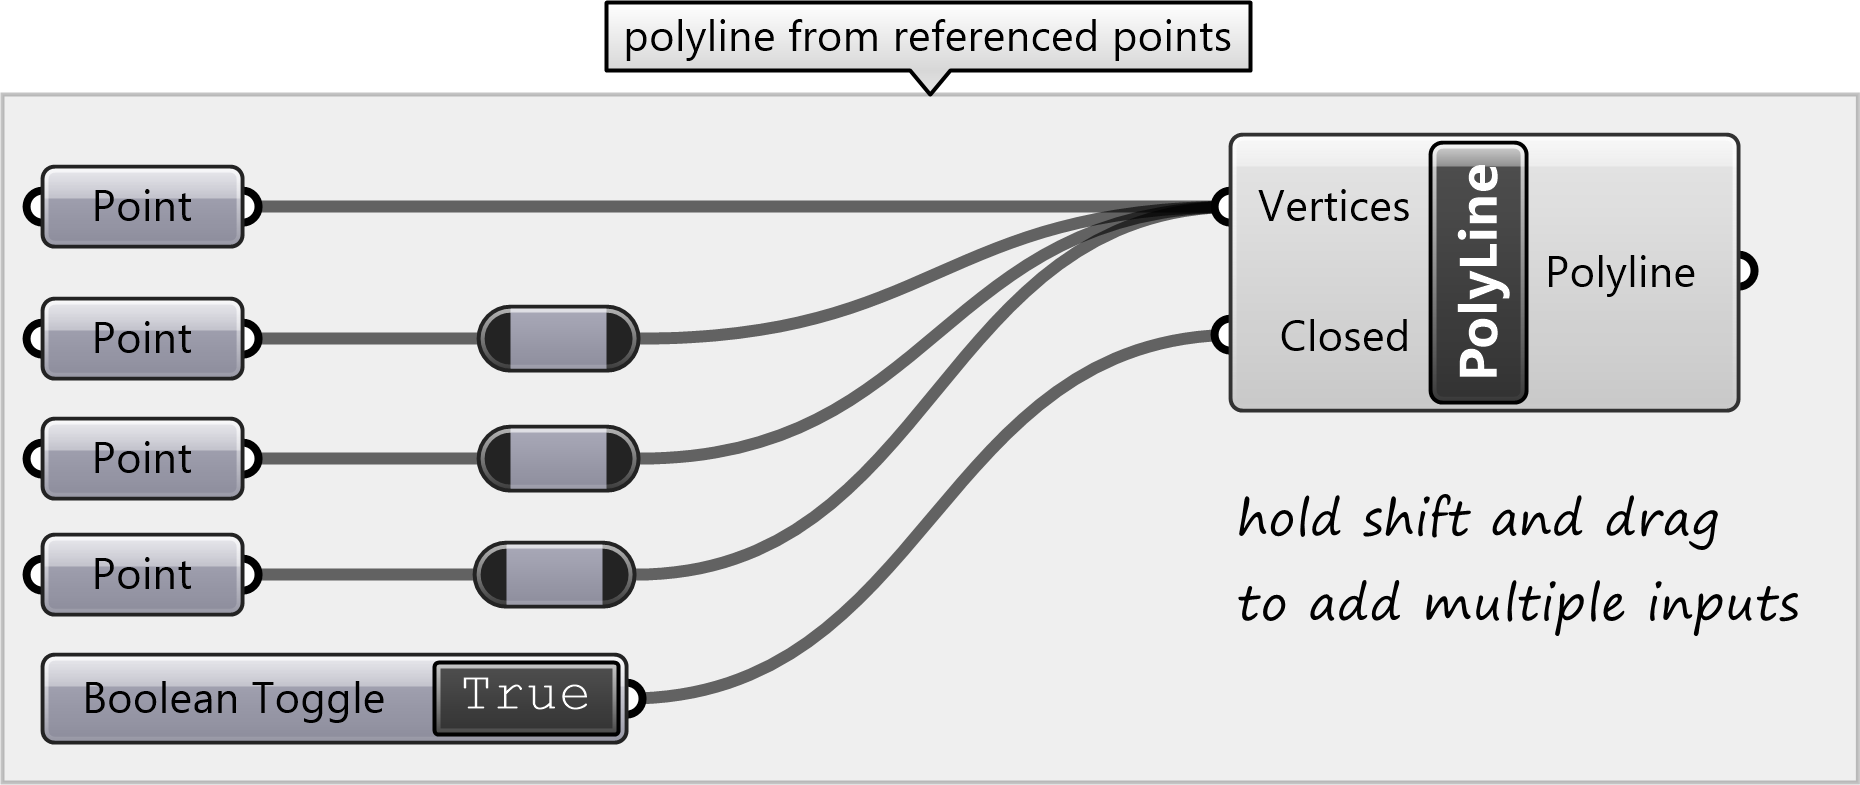 polyline from referenced points
Point
Point
Point
Point
Boolean Toggle True
Vertices
Closed
PolyLine
Polyline
hold shift and drag
to add multiple inputs